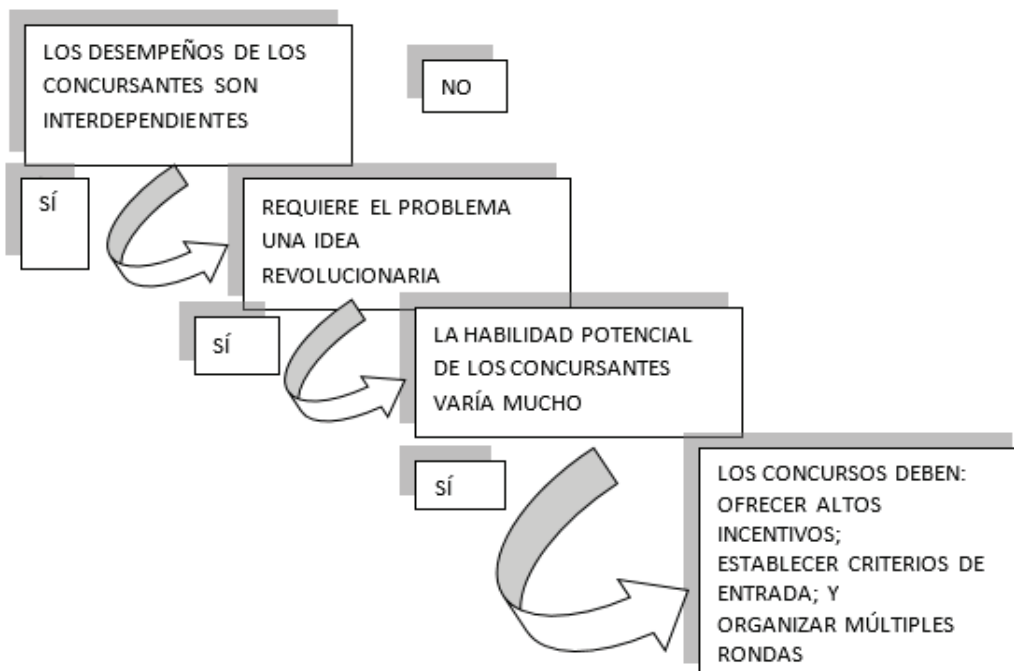 LOS DESEMPEÑOS DE LOS
CONCURSANTES SON
INTERDEPENDIENTES
NO
SÍ
REQUIERE EL PROBLEMA
UNA IDEA
REVOLUCIONARIA
SÍ
LA HABILIDAD POTENCIAL
DE LOS CONCURSANTES
VARÍA MUCHO
SÍ
LOS CONCURSOS DEBEN:
OFRECER ALTOS
INCENTIVOS;
ESTABLECER CRITERIOS DE
ENTRADA; Y
ORGANIZAR MÚLTIPLES
RONDAS